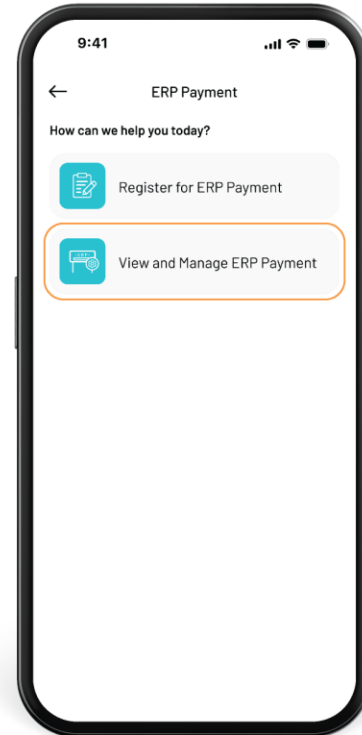 9:41
ERP Payment
How can we help you today?
Register for ERP Payment
View and Manage ERP Payment